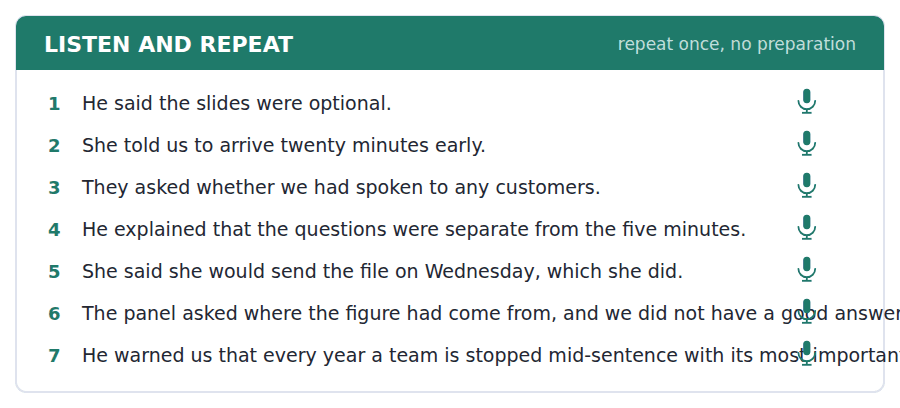 LISTEN AND REPEAT
repeat once, no preparation
1 He said the slides were optional.
2 She told us to arrive twenty minutes early.
3 They asked whether we had spoken to any customers.
4 He explained that the questions were separate from the five minutes.
5 She said she would send the file on Wednesday, which she did.
6 The panel asked where the figure had come from, and we did not have a good answer
7 He warned us that every year a team is stopped mid-sentence with its most important